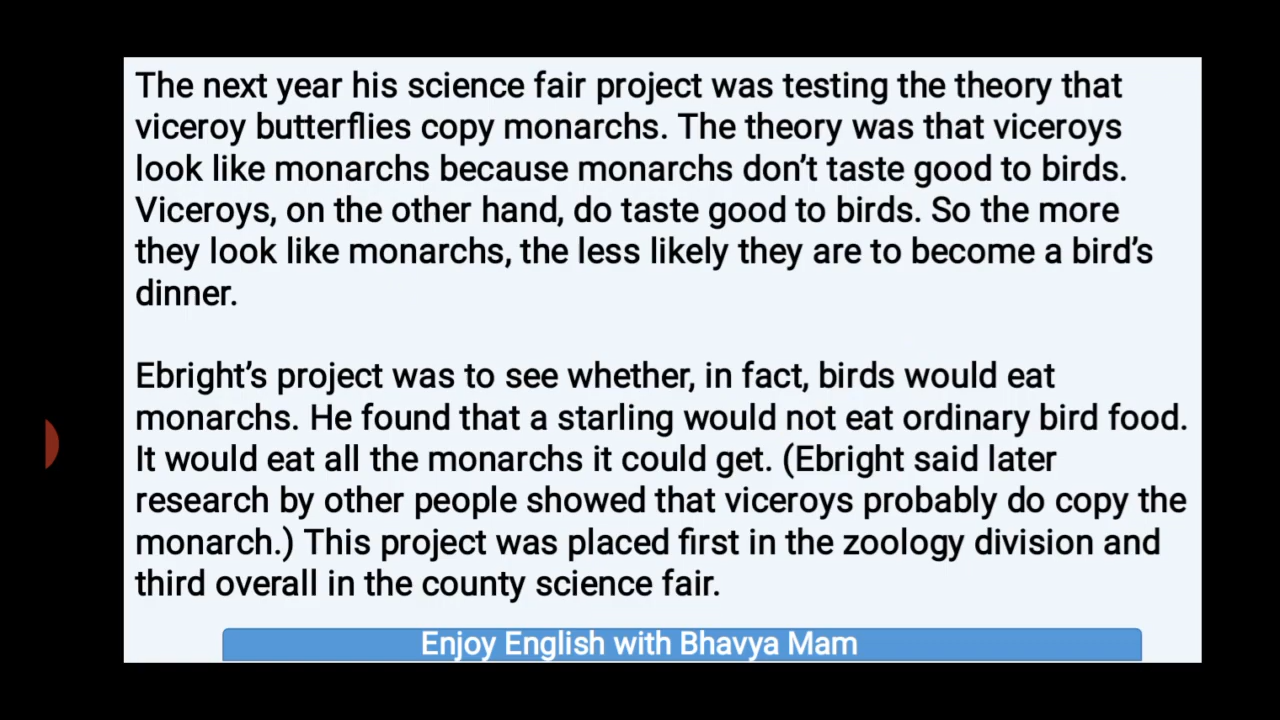 The next year his science fair project was testing the theory that
viceroy butterflies copy monarchs. The theory was that viceroys
look like monarchs because monarchs don’t taste good to birds.
Viceroys, on the other hand, do taste good to birds. So the more
they look like monarchs, the less likely they are to become a bird’s
dinner.
Ebright’s project was to see whether, in fact, birds would eat
monarchs. He found that a starling would not eat ordinary bird food.
It would eat all the monarchs it could get. (Ebright said later
research by other people showed that viceroys probably do copy the
monarch.) This project was placed first in the zoology division and
third overall in the county science fair.
Enjoy English with Bhavya Mam